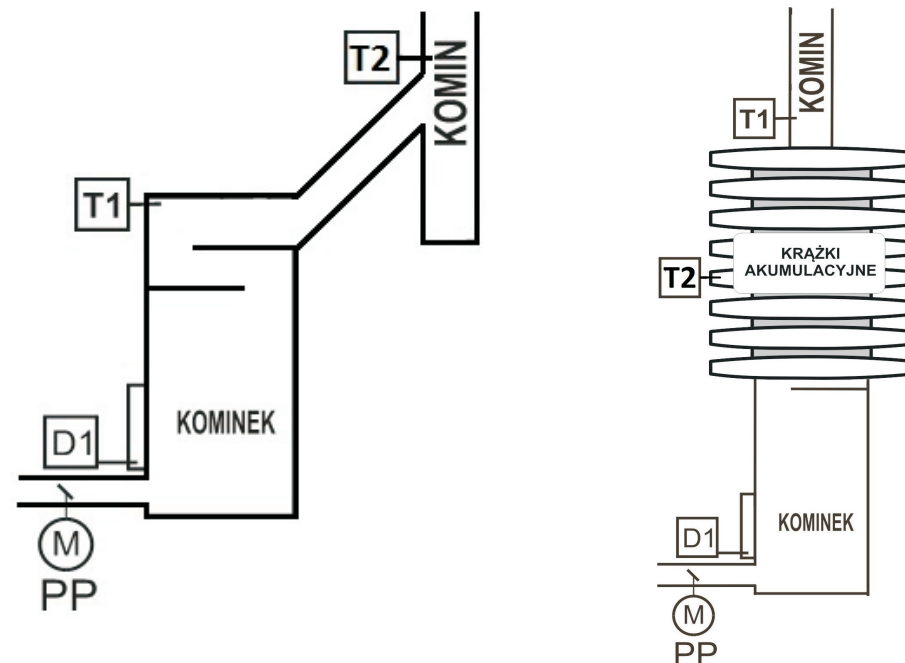 T2
KOMIN
T1
KOMINEK
D1
M
PP
KOMIN
T1
KRĄŻKI
AKUMULACYJNE
T2
KOMINEK
D1
M
PP